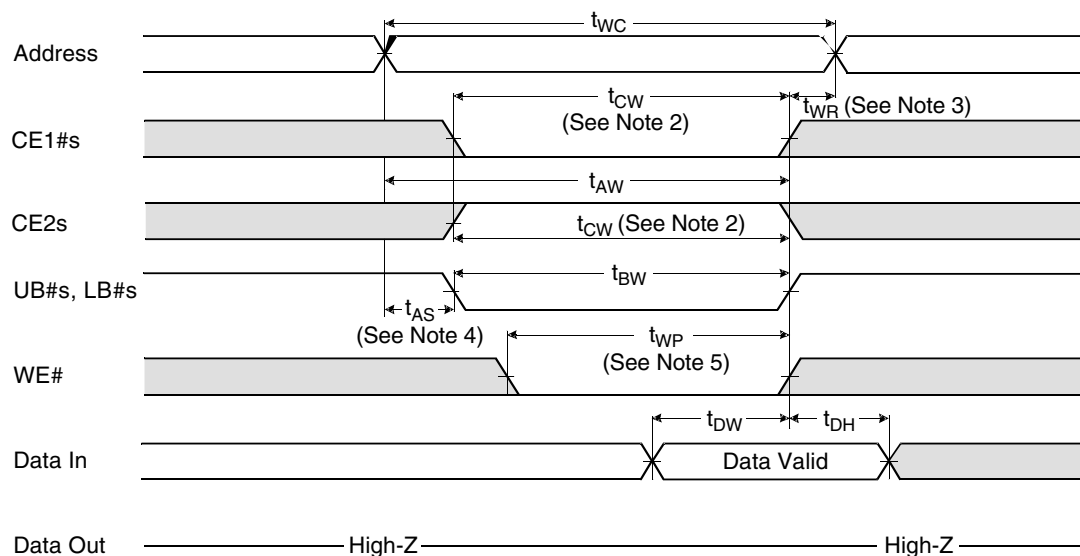 tWC
Address
tCW
(See Note 2)
tWR (See Note 3)
CE1#s
tAW
CE2s
tCW (See Note 2)
tBW
UB#s, LB#s
tAS
(See Note 4)
tWP
(See Note 5)
WE#
tDW
tDH
Data In
Data Valid
Data Out
High-Z
High-Z